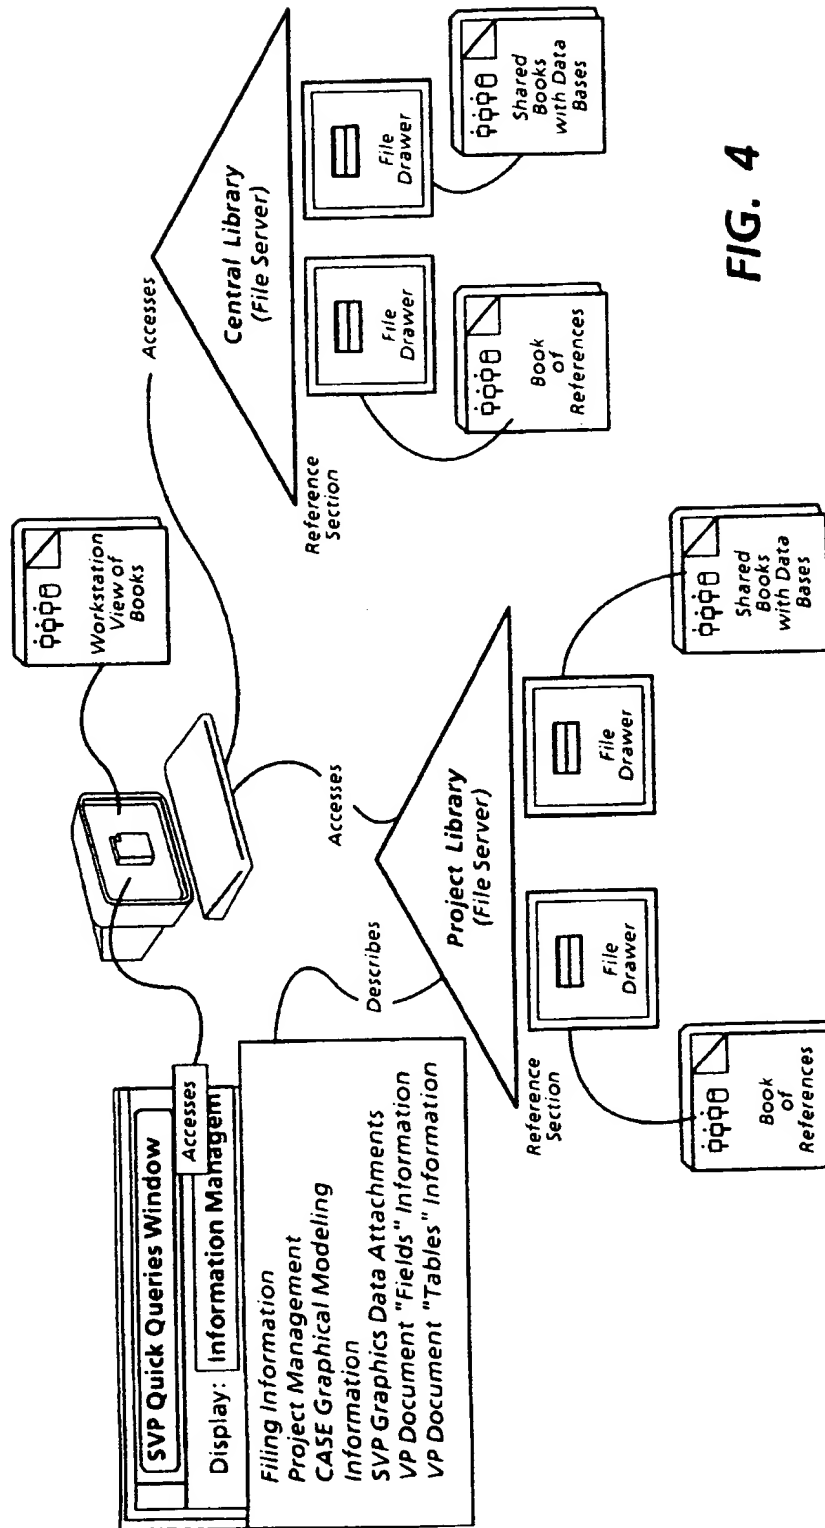 SVP Quick Queries Window
Accesses
Display: Information Managem
Filing Information
Project Management
CASE Graphical Modeling
Information
SVP Graphics Data Attachments
VP Document "Fields" Information
VP Document "Tables" Information
Describes
Accesses
Accesses
Workstation
View of
Books
Project Library
(File Server)
Reference
Section
File
Drawer
File
Drawer
Book
of
References
Shared
Books
with Data
Bases
Central Library
(File Server)
Reference
Section
File
Drawer
File
Drawer
Book
of
References
Shared
Books
with Data
Bases
FIG. 4